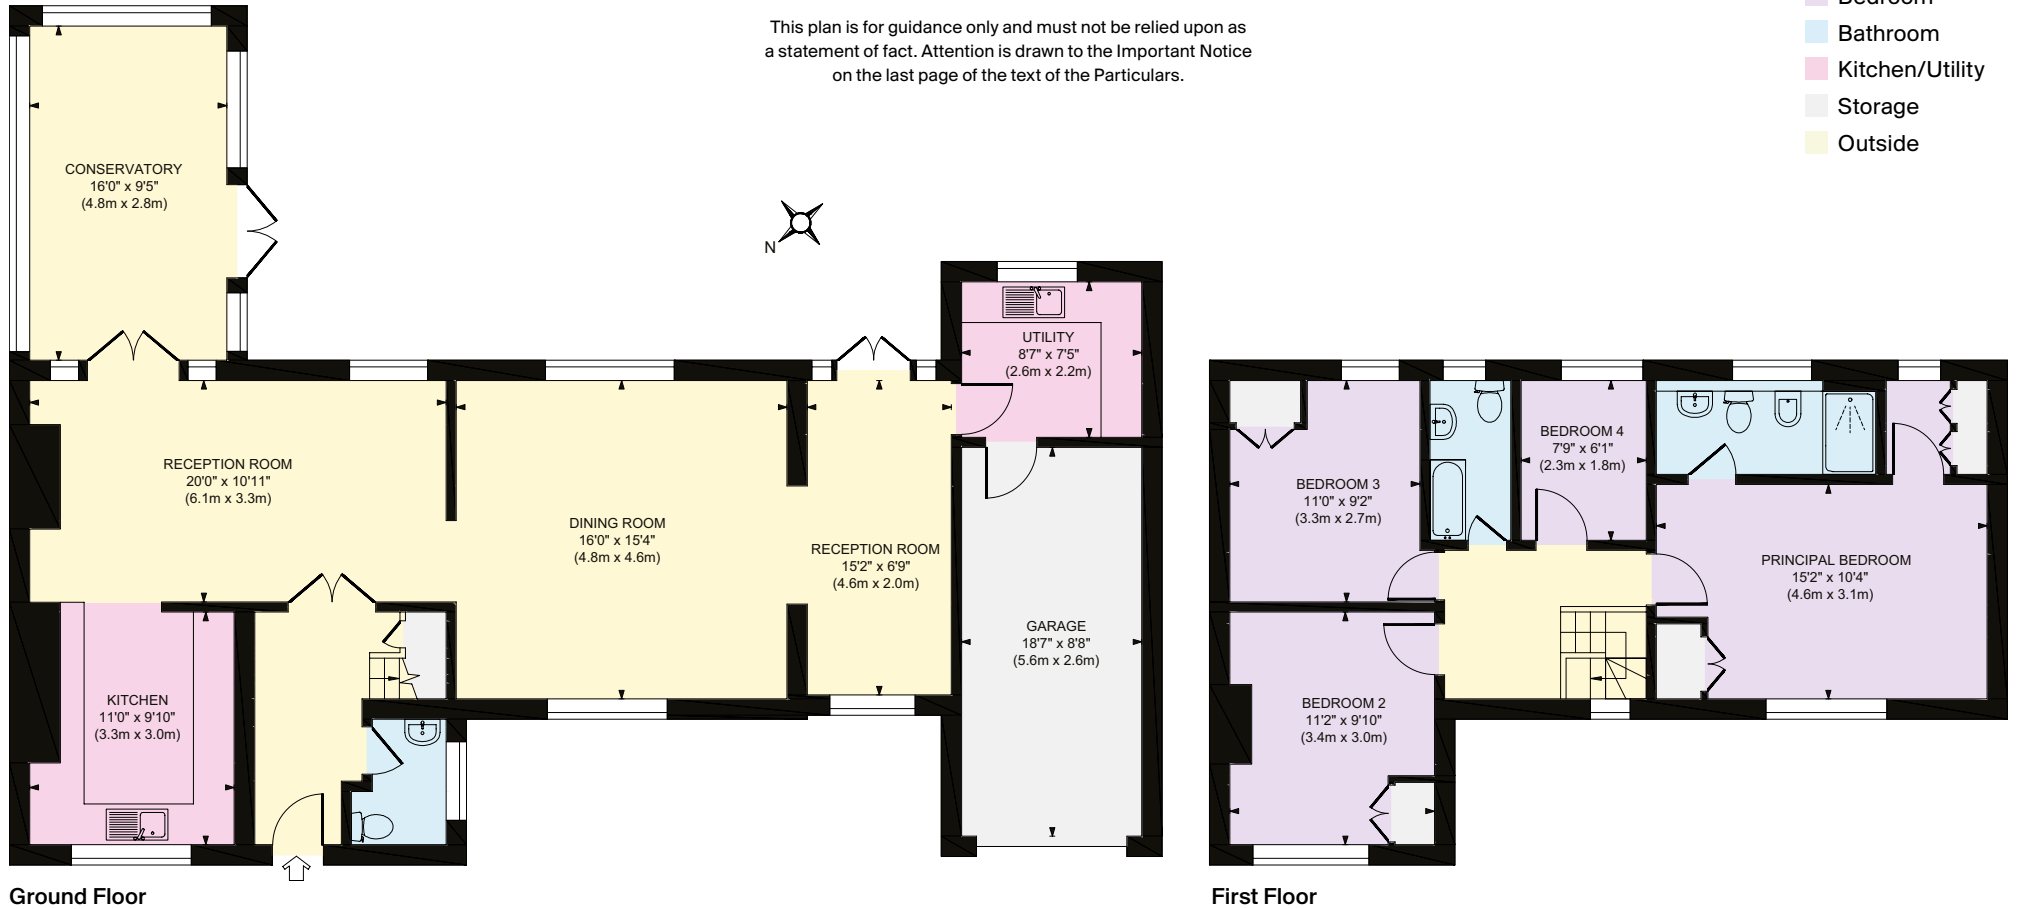 This plan is for guidance only and must not be relied upon as
a statement of fact. Attention is drawn to the Important Notice
on the last page of the text of the Particulars.
Bedroom
Bathroom
Kitchen/Utility
Storage
Outside
CONSERVATORY
16'0" x 9'5"
(4.8m x 2.8m)
N
UTILITY
8'7" x 7'5"
(2.6m x 2.2m)
RECEPTION ROOM
20'0" x 10'11"
(6.1m x 3.3m)
DINING ROOM
16'0" x 15'4"
(4.8m x 4.6m)
RECEPTION ROOM
15'2" x 6'9"
(4.6m x 2.0m)
GARAGE
18'7" x 8'8"
(5.6m x 2.6m)
KITCHEN
11'0" x 9'10"
(3.3m x 3.0m)
Ground Floor
BEDROOM 3
11'0" x 9'2"
(3.3m x 2.7m)
BEDROOM 4
7'9" x 6'1"
(2.3m x 1.8m)
PRINCIPAL BEDROOM
15'2" x 10'4"
(4.6m x 3.1m)
BEDROOM 2
11'2" x 9'10"
(3.4m x 3.0m)
First Floor